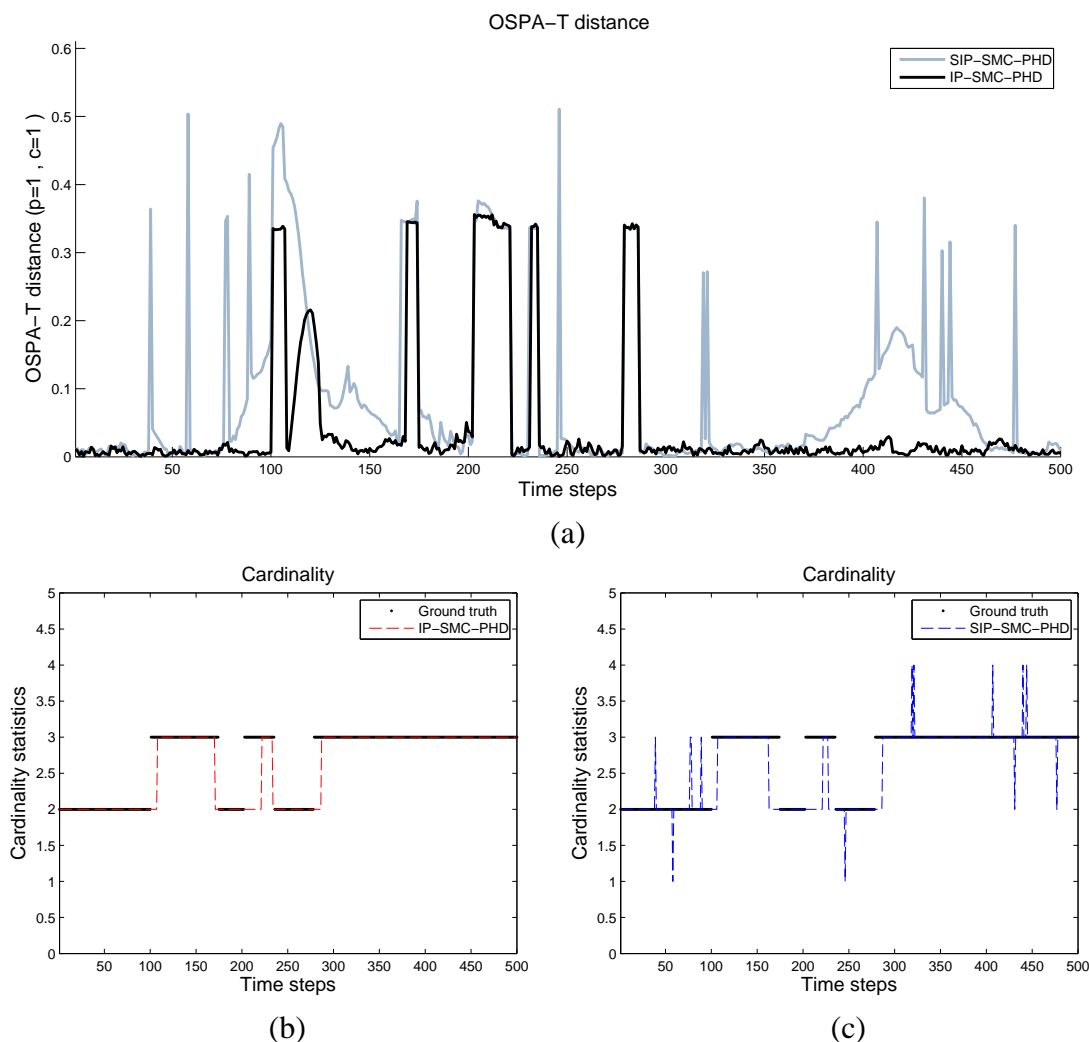 OSPA−T distance
0.6
0.5
0.4
0.3
0.2
0.1
0
OSPA−T distance (p=1 , c=1 )
SIP−SMC−PHD
IP−SMC−PHD
50 100 150 200 250 300 350 400 450 500
Time steps
(a)
Cardinality
5
4.5
4
3.5
3
2.5
2
1.5
1
0.5
0
Cardinality statistics
Ground truth
IP−SMC−PHD
50 100 150 200 250 300 350 400 450 500
Time steps
(b)
Cardinality
5
4.5
4
3.5
3
2.5
2
1.5
1
0.5
0
Cardinality statistics
Ground truth
SIP−SMC−PHD
50 100 150 200 250 300 350 400 450 500
Time steps
(c)